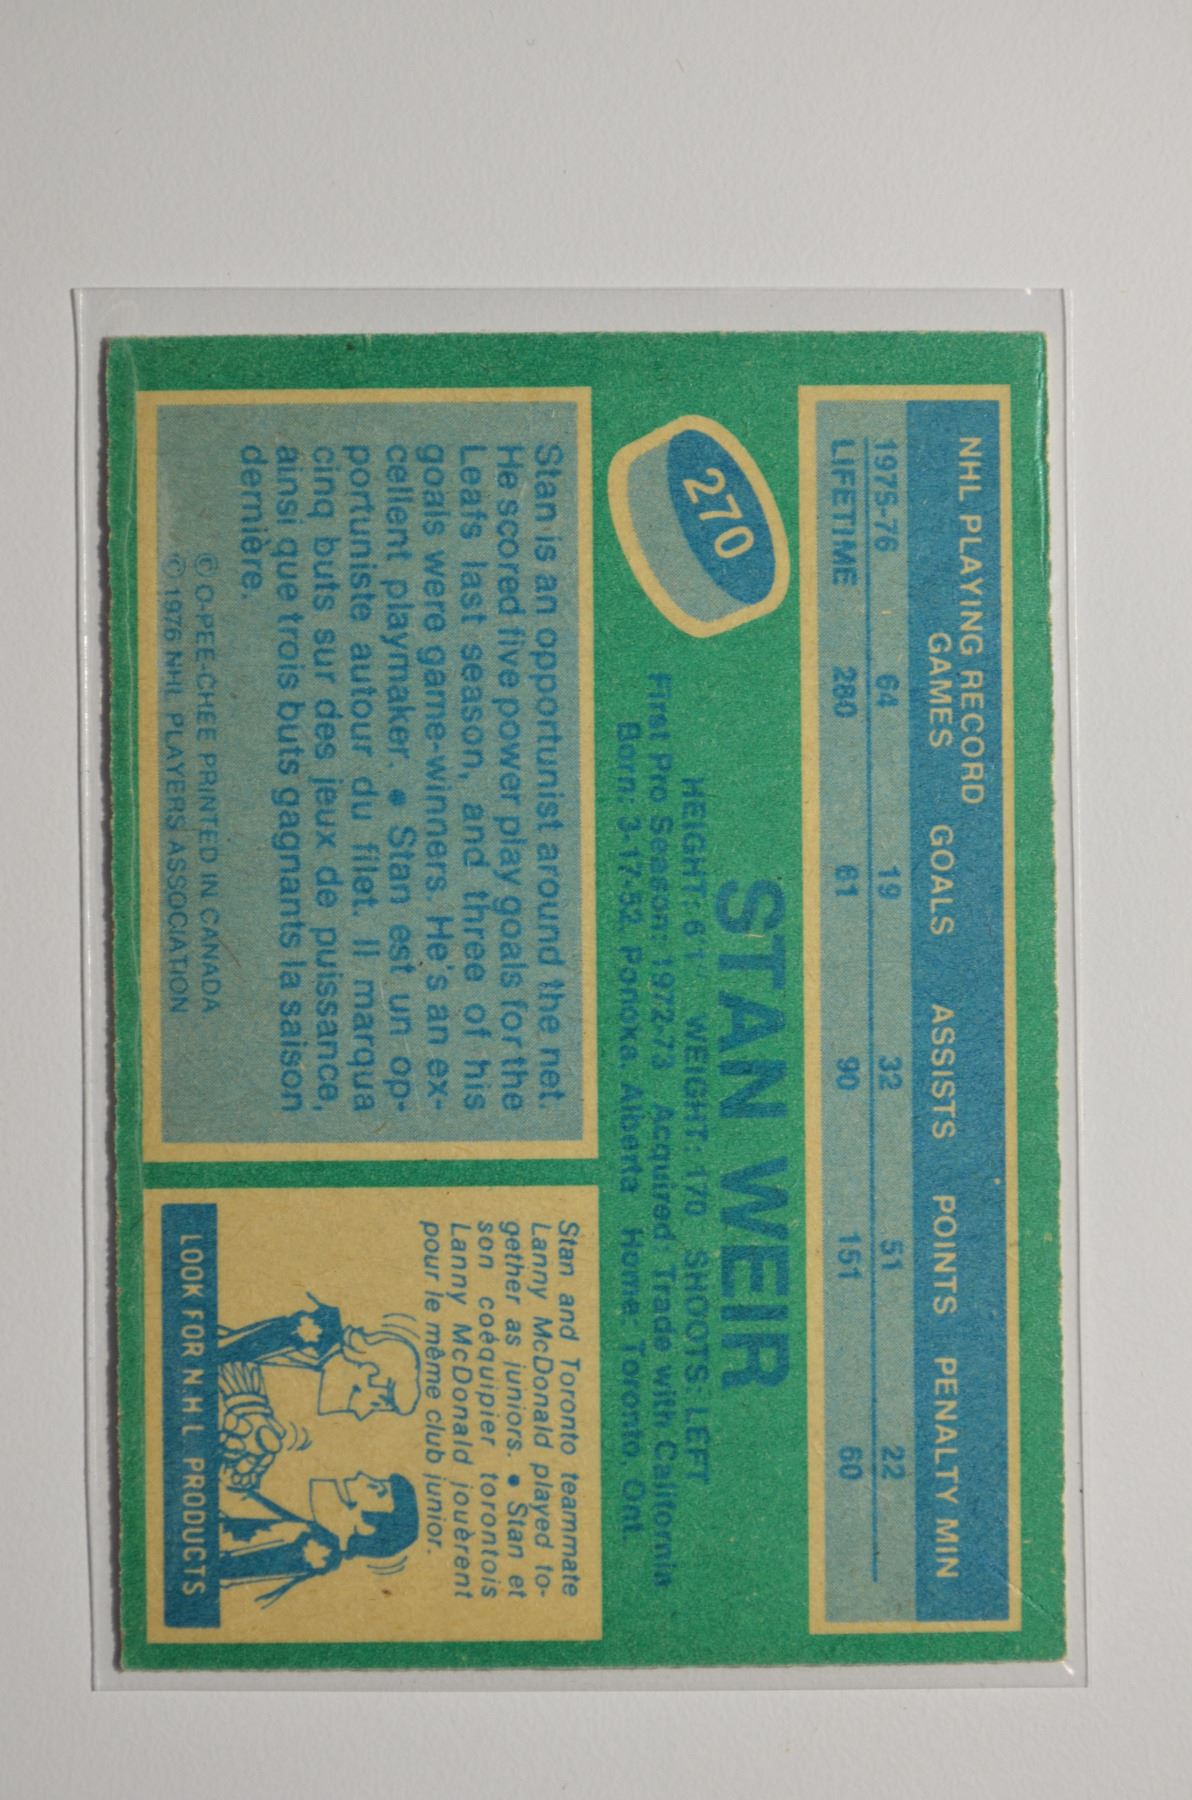 NHL PLAYING RECORD
GAMES GOALS ASSISTS POINTS PENALTY MIN
1975-76 64 19 32 51 22
LIFETIME 280 61 90 151 60
270
STAN WEIR
HEIGHT: 6'1 WEIGHT: 170 SHOOTS: LEFT
First Pro Season: 1972-73 Acquired: Trade with California
Born: 3-17-52, Ponoka, Alberta Home: Toronto, Ont.
Stan is an opportunist around the net.
He scored five power play goals for the
Leafs last season, and three of his
goals were game-winners. He's an ex-
cellent playmaker. • Stan est un op-
portuniste autour du filet. Il marqua
cinq buts sur des jeux de puissance,
ainsi que trois buts gagnants la saison
dernière.
© O-PEE-CHEE PRINTED IN CANADA
© 1976 NHL PLAYERS ASSOCIATION
Stan and Toronto teammate
Lanny McDonald played to-
gether as juniors. • Stan et
son coéquipier torontois
Lanny McDonald jouèrent
pour le même club junior.
LOOK FOR N.H.L PRODUCTS